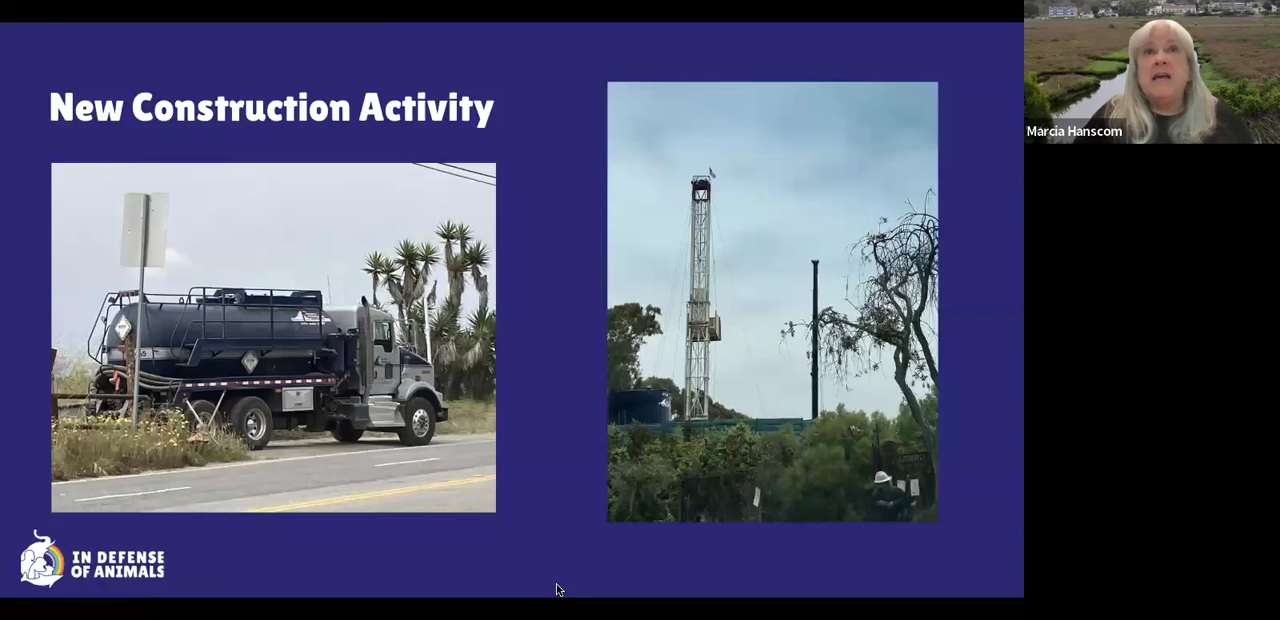 New Construction Activity
Marcia Hanscom
IN DEFENSE
OF ANIMALS